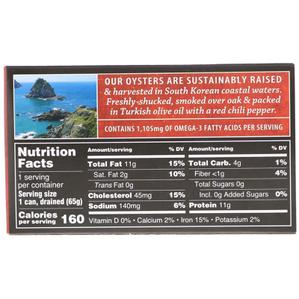 OUR OYSTERS ARE SUSTAINABLY RAISED
& harvested in South Korean coastal waters.
Freshly-shucked, smoked over oak & packed
in Turkish olive oil with a red chili pepper.
CONTAINS 1,105mg OF OMEGA-3 FATTY ACIDS PER SERVING
Nutrition
Facts
1 serving
per container
Serving size
1 can, drained (65g)
Calories
per serving 160
Amount/serving % DV
Total Fat 11g 15%
Sat. Fat 2g 10%
Trans Fat 0g
Cholesterol 45mg 15%
Sodium 140mg 6%
Amount/serving % DV
Total Carb. 4g 1%
Fiber <1g 4%
Total Sugars 0g
Incl. 0g Added Sugars 0%
Protein 11g
Vitamin D 0% • Calcium 2% • Iron 15% • Potassium 2%